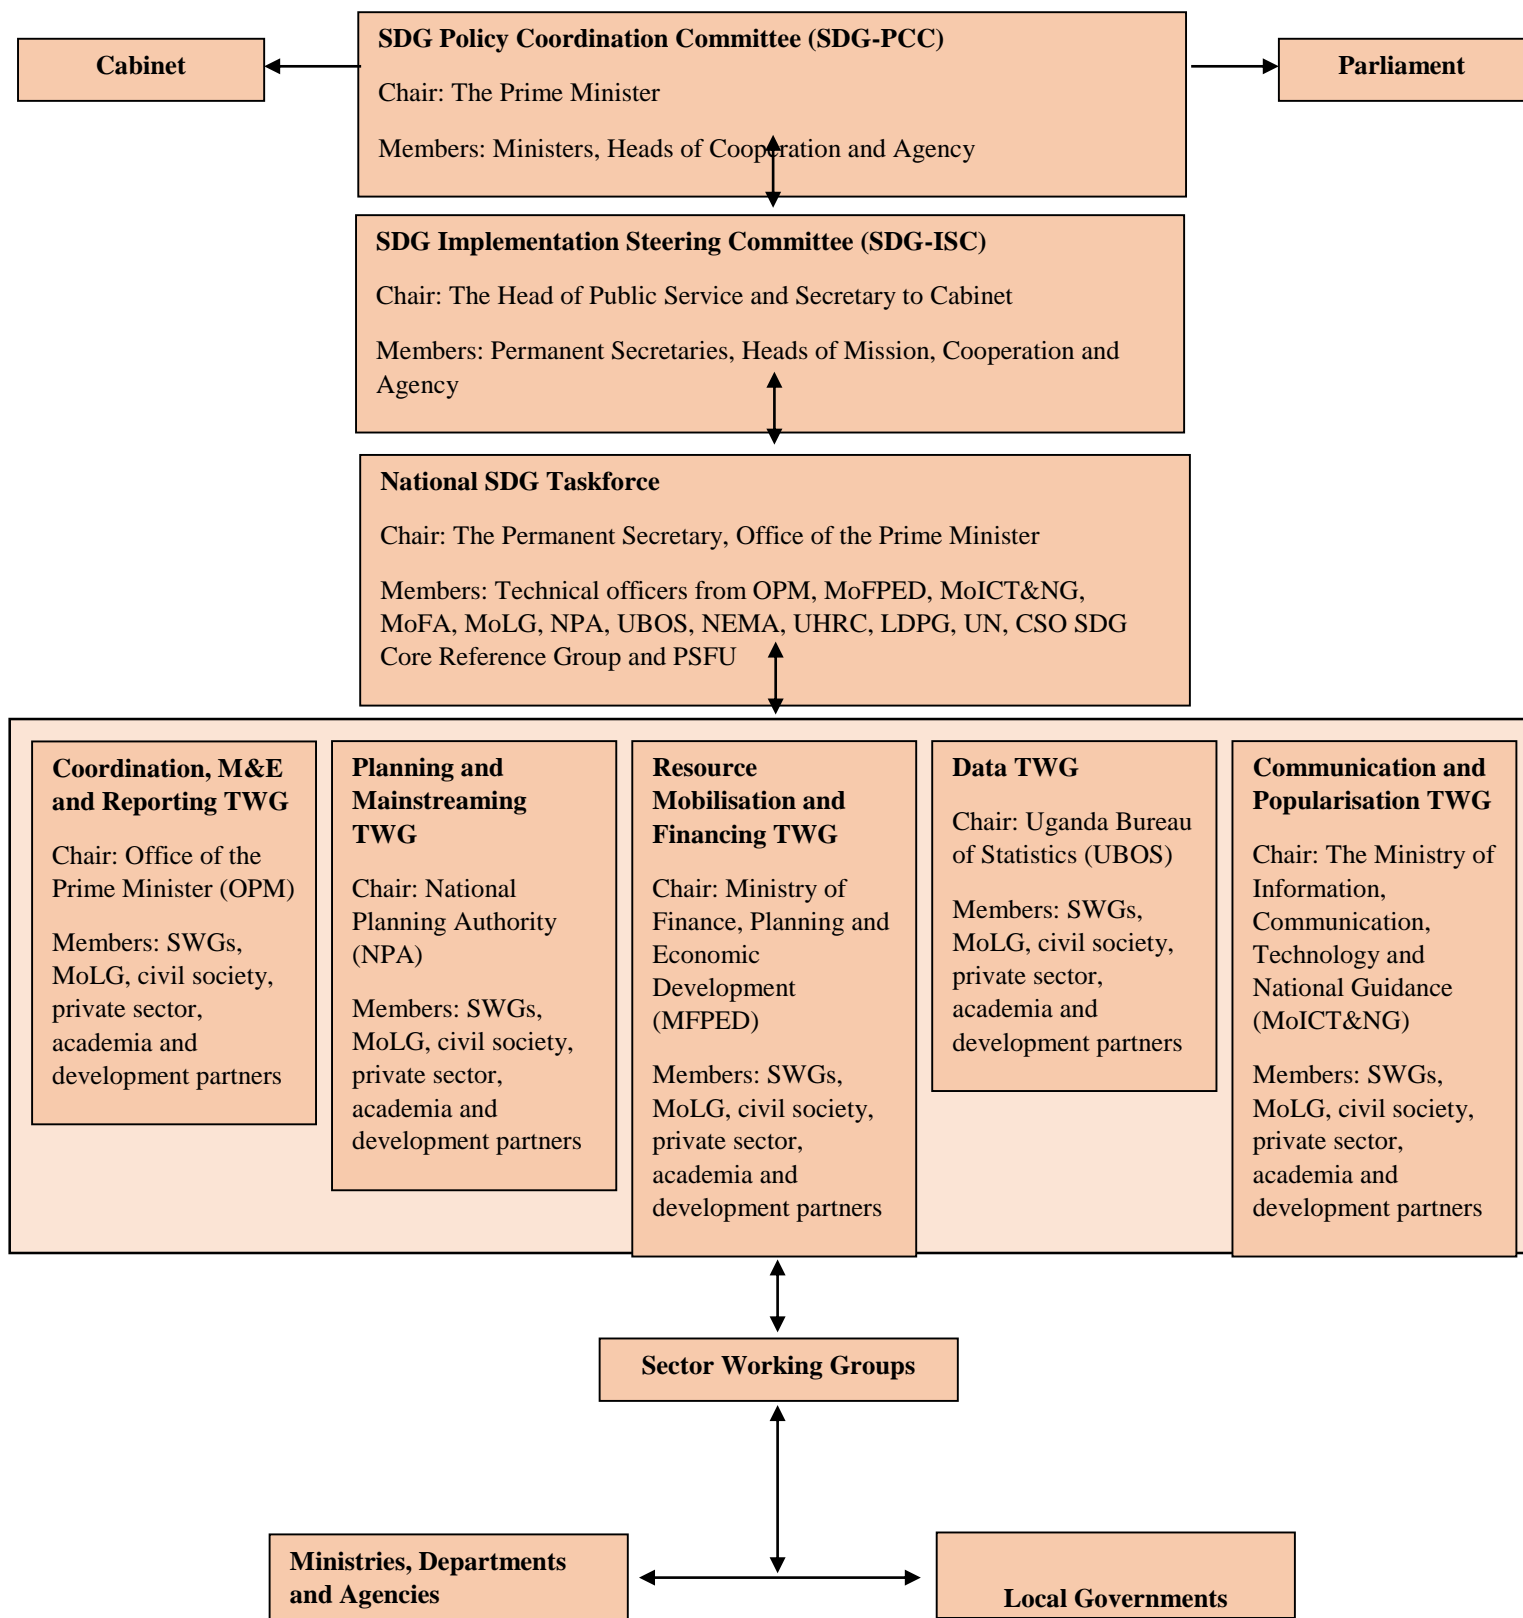 SDG Policy Coordination Committee (SDG-PCC)
Cabinet
Parliament
Chair: The Prime Minister
Members: Ministers, Heads of Cooperation and Agency
SDG Implementation Steering Committee (SDG-ISC)
Chair: The Head of Public Service and Secretary to Cabinet
Members: Permanent Secretaries, Heads of Mission, Cooperation and
Agency
National SDG Taskforce
Chair: The Permanent Secretary, Office of the Prime Minister
Members: Technical officers from OPM, MoFPED, MoICT&NG,
MoFA, MoLG, NPA, UBOS, NEMA, UHRC, LDPG, UN, CSO SDG
Core Reference Group and PSFU
Coordination, M&E
and Reporting TWG
Chair: Office of the
Prime Minister (OPM)
Members: SWGs,
MoLG, civil society,
private sector,
academia and
development partners
Planning and
Mainstreaming
TWG
Chair: National
Planning Authority
(NPA)
Members: SWGs,
MoLG, civil society,
private sector,
academia and
development partners
Resource
Mobilisation and
Financing TWG
Chair: Ministry of
Finance, Planning and
Economic
Development
(MFPED)
Members: SWGs,
MoLG, civil society,
private sector,
academia and
development partners
Data TWG
Chair: Uganda Bureau
of Statistics (UBOS)
Members: SWGs,
MoLG, civil society,
private sector,
academia and
development partners
Communication and
Popularisation TWG
Chair: The Ministry of
Information,
Communication,
Technology and
National Guidance
(MoICT&NG)
Members: SWGs,
MoLG, civil society,
private sector,
academia and
development partners
Sector Working Groups
Ministries, Departments
and Agencies
Local Governments